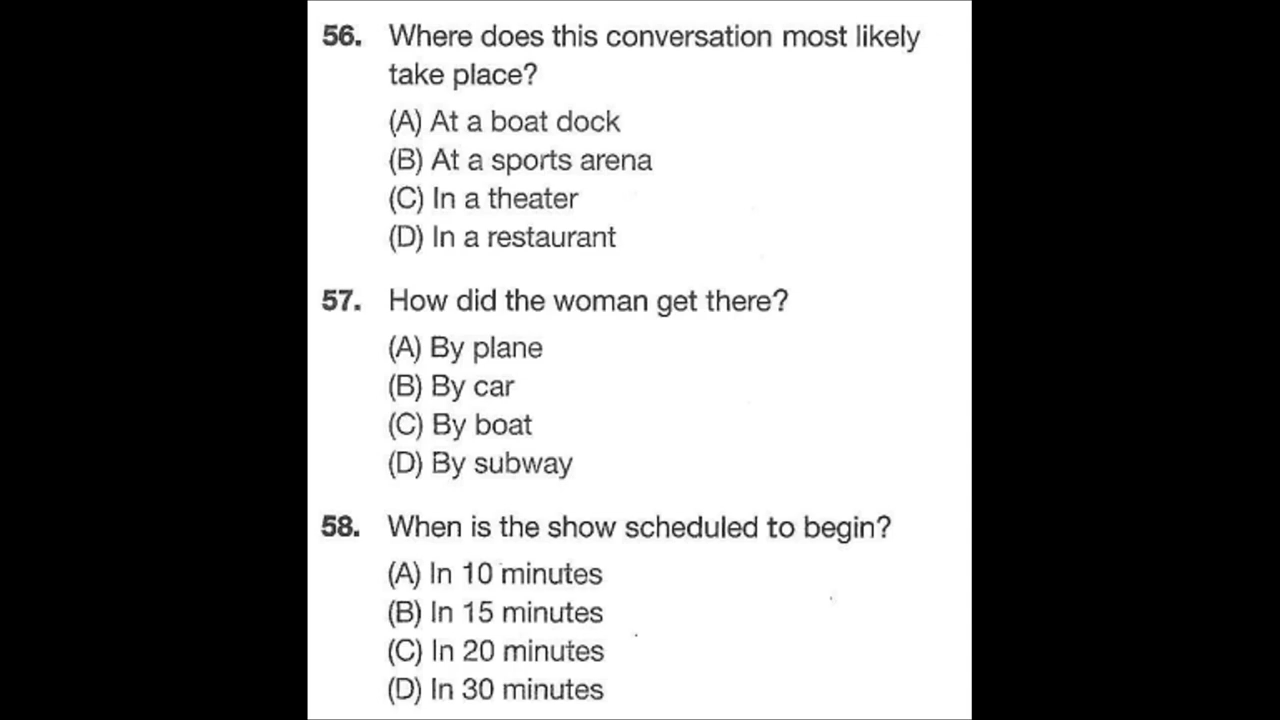 56. Where does this conversation most likely
take place?
(A) At a boat dock
(B) At a sports arena
(C) In a theater
(D) In a restaurant
57. How did the woman get there?
(A) By plane
(B) By car
(C) By boat
(D) By subway
58. When is the show scheduled to begin?
(A) In 10 minutes
(B) In 15 minutes
(C) In 20 minutes
(D) In 30 minutes